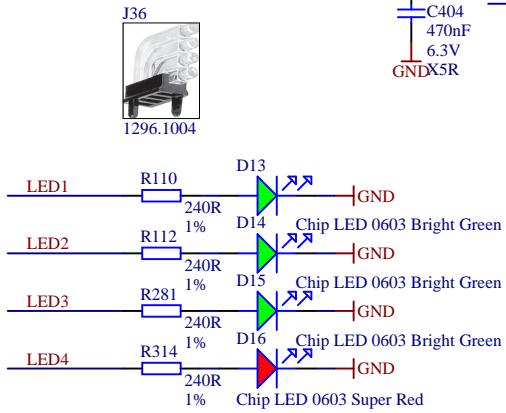 J36
C404
470nF
6.3V
GND X5R
1296.1004
D13
LED1 R110 GND
240R D14 Chip LED 0603 Bright Green
1%
LED2 R112 GND
240R D15 Chip LED 0603 Bright Green
1%
LED3 R281 GND
240R D16 Chip LED 0603 Bright Green
1%
LED4 R314 GND
240R
1% Chip LED 0603 Super Red